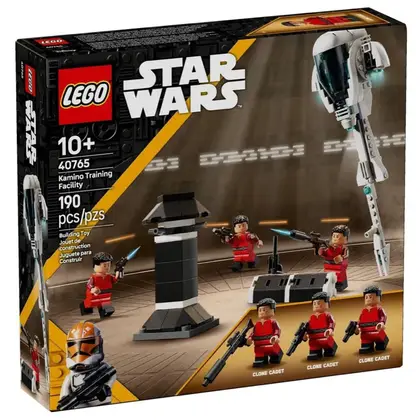 LEGO
STAR
WARS
10+
40765
Kamino Training
Facility
190
pcs/pzs
Building Toy
Jouet de
construction
Juguete para
Construir
CLONE CADET
CLONE CADET
CLONE CADET